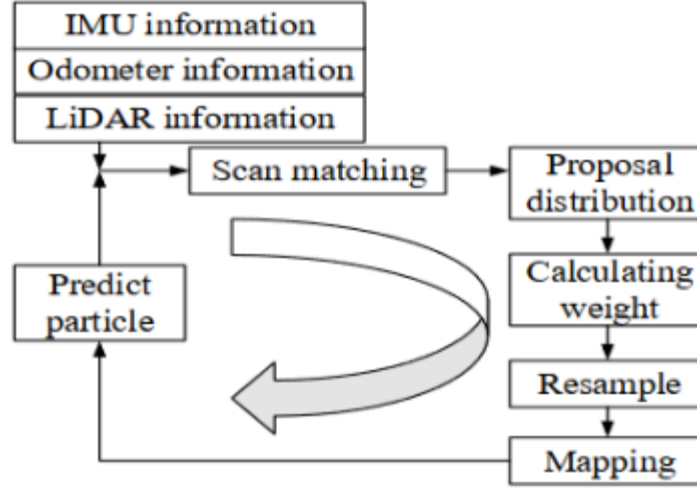 IMU information
Odometer information
LiDAR information
Scan matching
Proposal
distribution
Predict
particle
Calculating
weight
Resample
Mapping